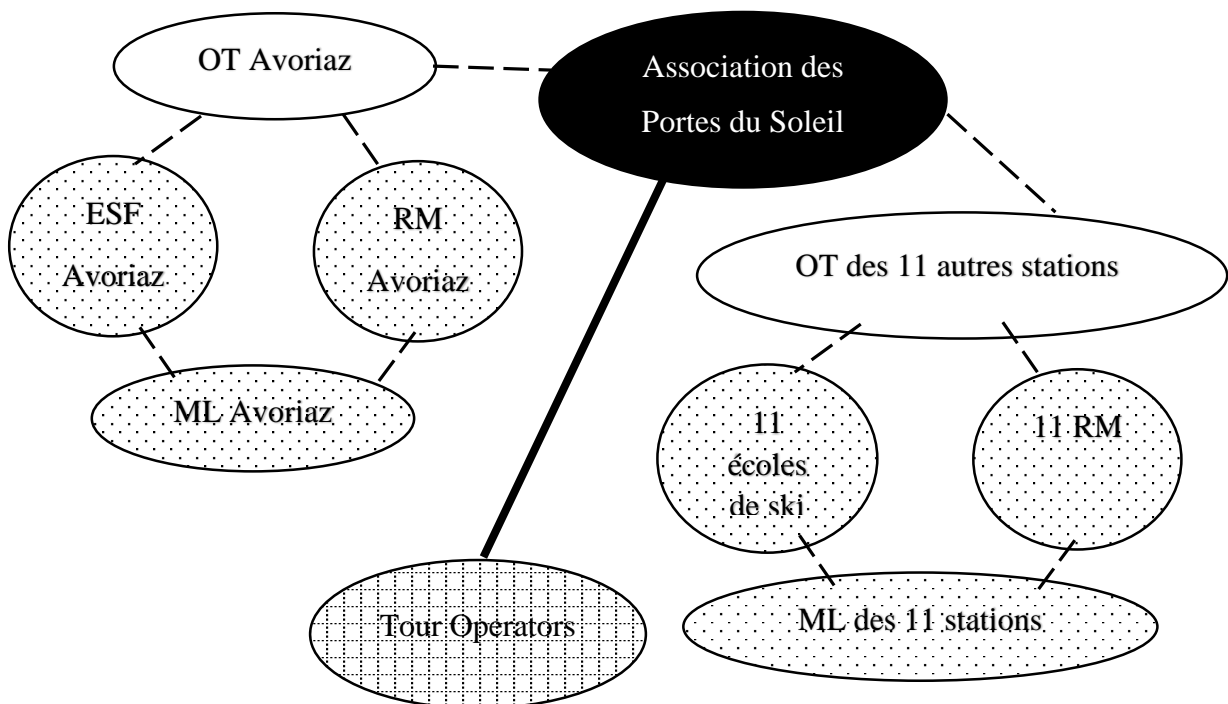 OT Avoriaz
Association des
Portes du Soleil
ESF
Avoriaz
RM
Avoriaz
ML Avoriaz
OT des 11 autres stations
11
écoles
de ski
11 RM
ML des 11 stations
Tour Operators